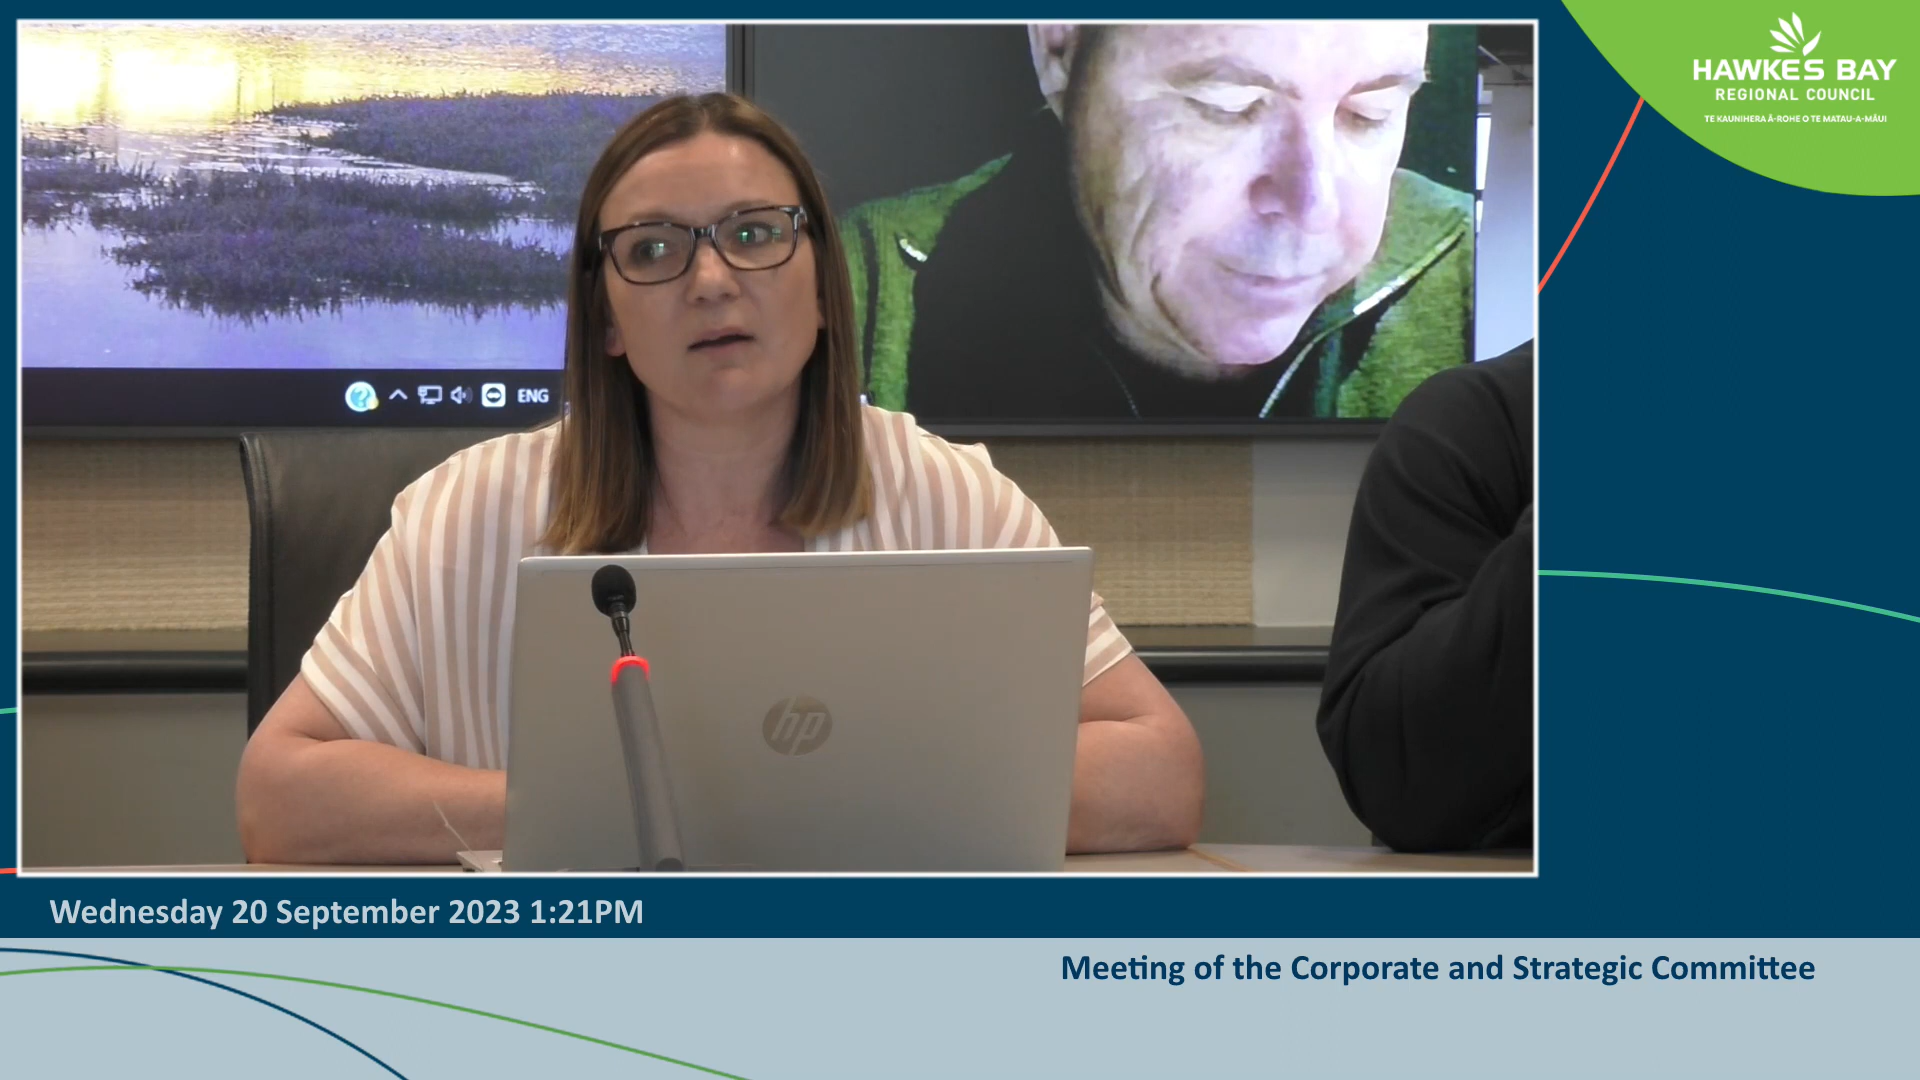 HAWKE'S BAY
REGIONAL COUNCIL
TE KAUNIHERA Ā-ROHE O TE MATAU-A-MĀUI
ENG
hp
Wednesday 20 September 2023 1:21PM
Meeting of the Corporate and Strategic Committee